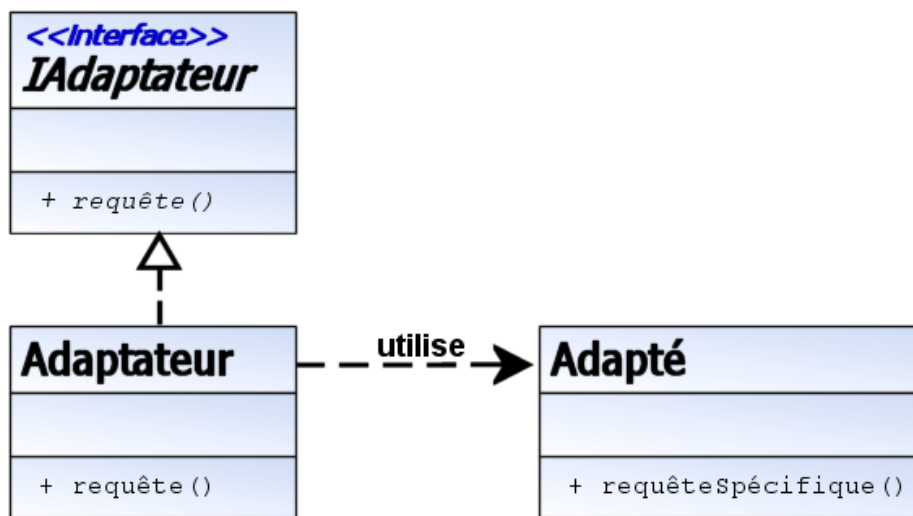 <<Interface>>
IAdaptateur
+ requête()
Adaptateur
+ requête()
utilise
Adapté
+ requêteSpécifique()